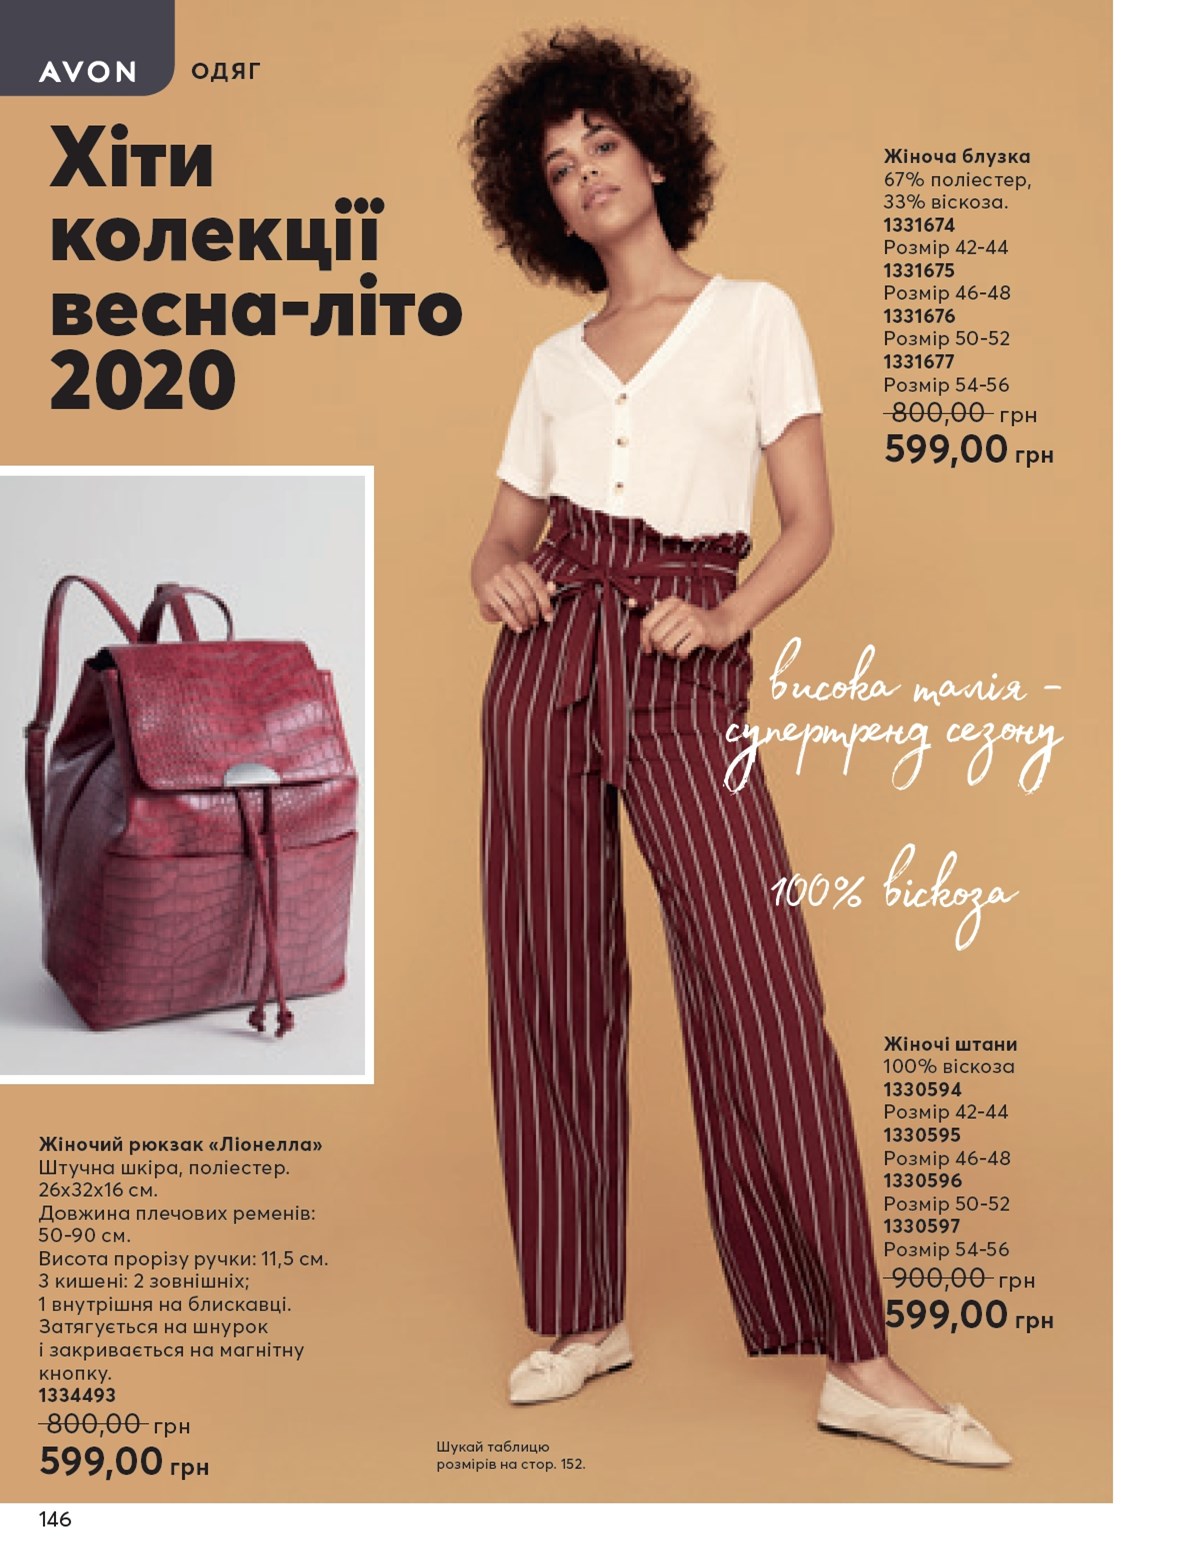 AVON
ОДЯГ
Хіти
колекції
весна-літо
2020
Жіноча блузка
67% поліестер,
33% віскоза.
1331674
Розмір 42-44
1331675
Розмір 46-48
1331676
Розмір 50-52
1331677
Розмір 54-56
800,00 грн
599,00 грн
висока талія –
супертренд сезону
100% віскоза
Жіночі штани
100% віскоза
1330594
Розмір 42-44
1330595
Розмір 46-48
1330596
Розмір 50-52
1330597
Розмір 54-56
900,00 грн
599,00 грн
Жіночий рюкзак «Ліонелла»
Штучна шкіра, поліестер.
26х32х16 см.
Довжина плечових ременів:
50-90 см.
Висота прорізу ручки: 11,5 см.
3 кишені: 2 зовнішніх;
1 внутрішня на блискавці.
Затягується на шнурок
і закривається на магнітну
кнопку.
1334493
800,00 грн
599,00 грн
Шукай таблицю
розмірів на стор. 152.
146